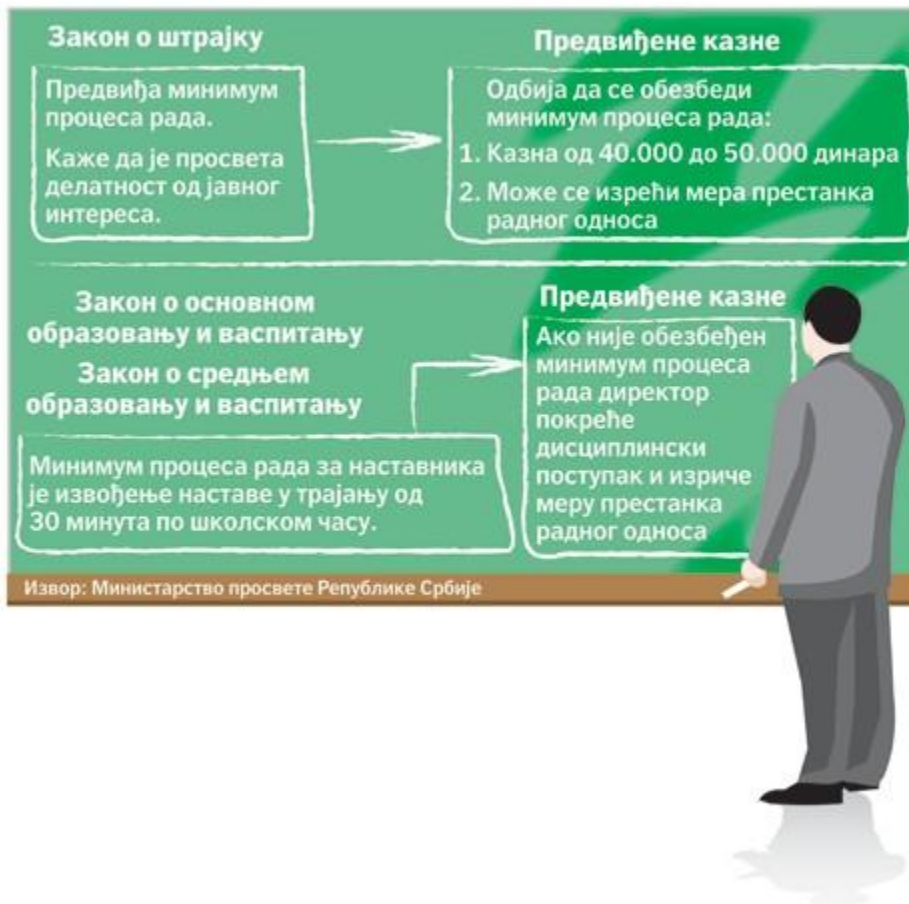 Закон о штрајку
Предвиђа минимум
процеса рада.
Каже да је просвета
делатност од јавног
интереса.
Предвиђене казне
Одбија да се обезбеди
минимум процеса рада:
1. Казна од 40.000 до 50.000 динара
2. Може се изрећи мера престанка
радног односа
Закон о основном
образовању и васпитању
Закон о средњем
образовању и васпитању
Минимум процеса рада за наставника
је извођење наставе у трајању од
30 минута по школском часу.
Предвиђене казне
Ако није обезбеђен
минимум процеса
рада директор
покреће
дисциплински
поступак и изриче
меру престанка
радног односа
Извор: Министарство просвете Републике Србије